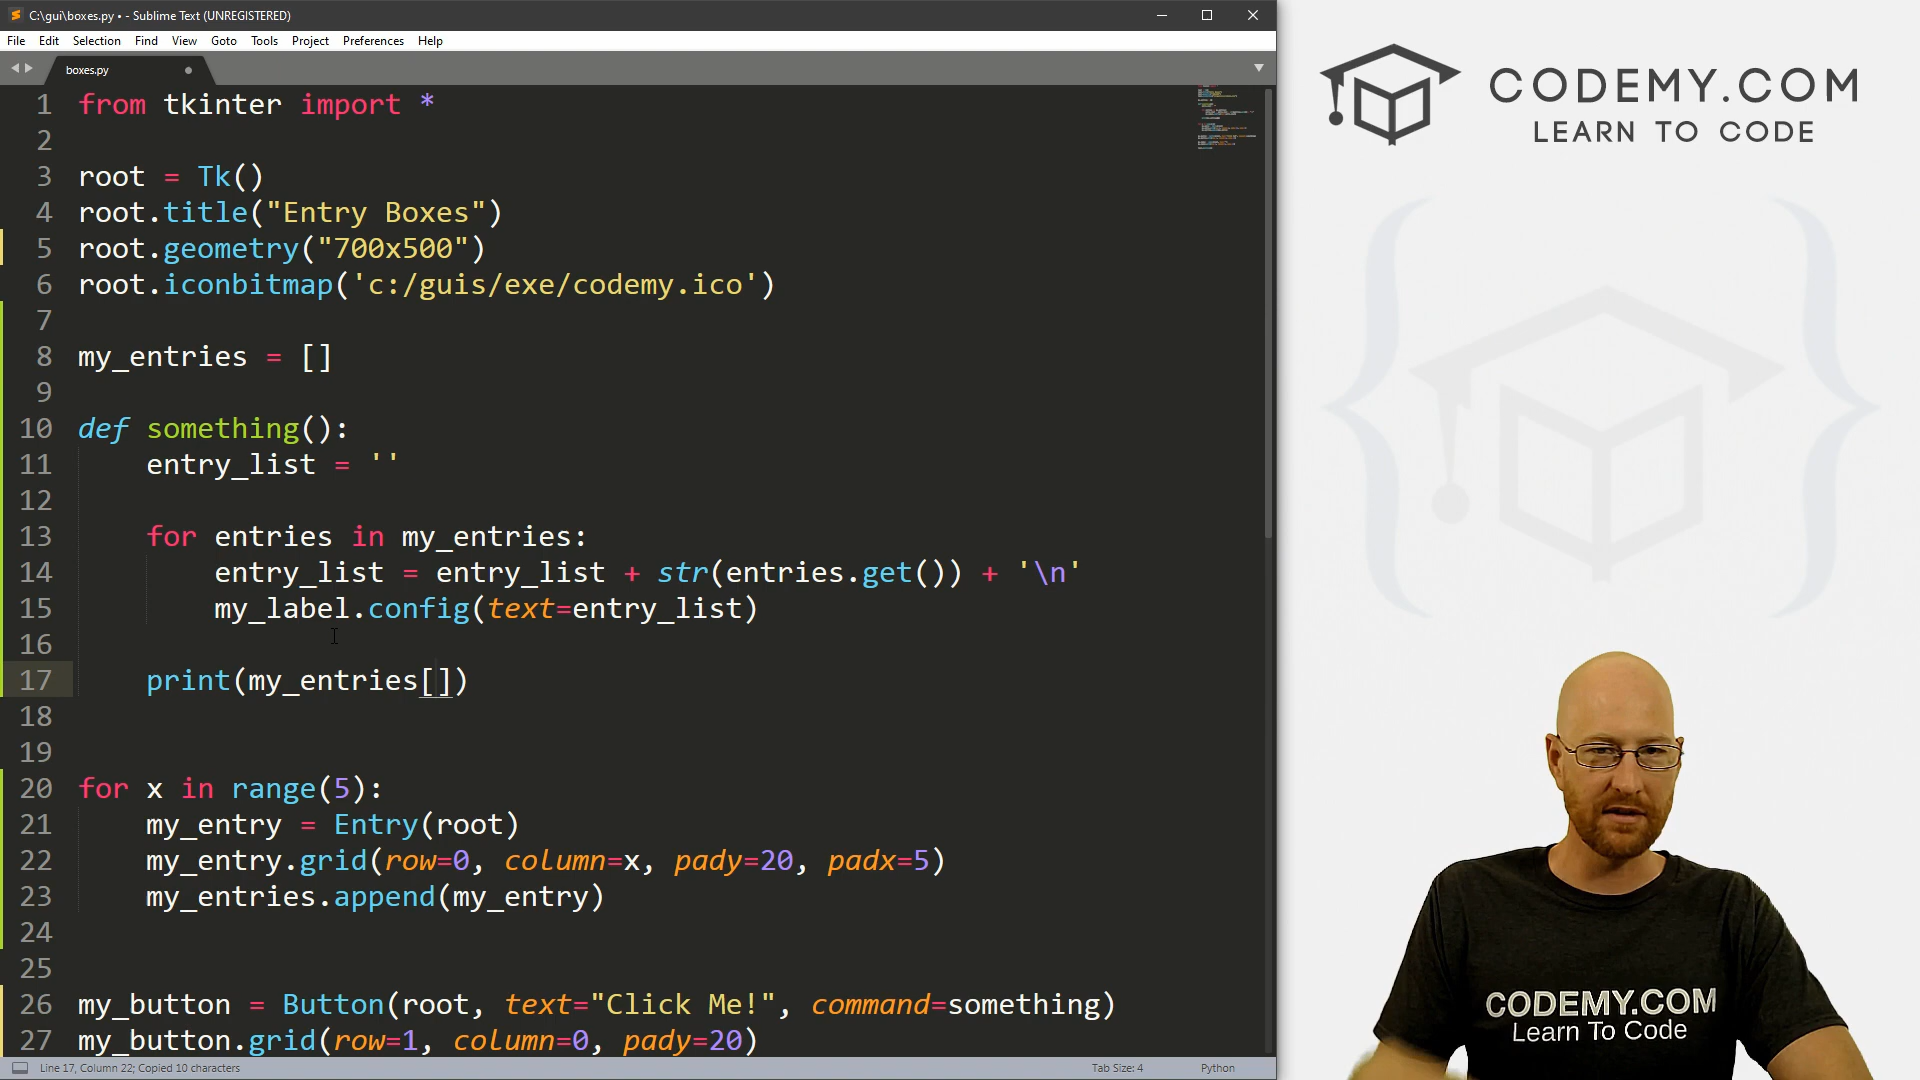 C:\gui\boxes.py • - Sublime Text (UNREGISTERED)
File Edit Selection Find View Goto Tools Project Preferences Help
boxes.py
1 from tkinter import *
2
3 root = Tk()
4 root.title("Entry Boxes")
5 root.geometry("700x500")
6 root.iconbitmap('c:/guis/exe/codemy.ico')
7
8 my_entries = []
9
10 def something():
11 entry_list = ''
12
13 for entries in my_entries:
14 entry_list = entry_list + str(entries.get()) + '\n'
15 my_label.config(text=entry_list)
16
17 print(my_entries[])
18
19
20 for x in range(5):
21 my_entry = Entry(root)
22 my_entry.grid(row=0, column=x, pady=20, padx=5)
23 my_entries.append(my_entry)
24
25
26 my_button = Button(root, text="Click Me!", command=something)
27 my_button.grid(row=1, column=0, pady=20)
Line 17, Column 22; Copied 10 characters
Tab Size: 4
Python
CODEMY.COM
LEARN TO CODE
CODEMY.COM
Learn To Code